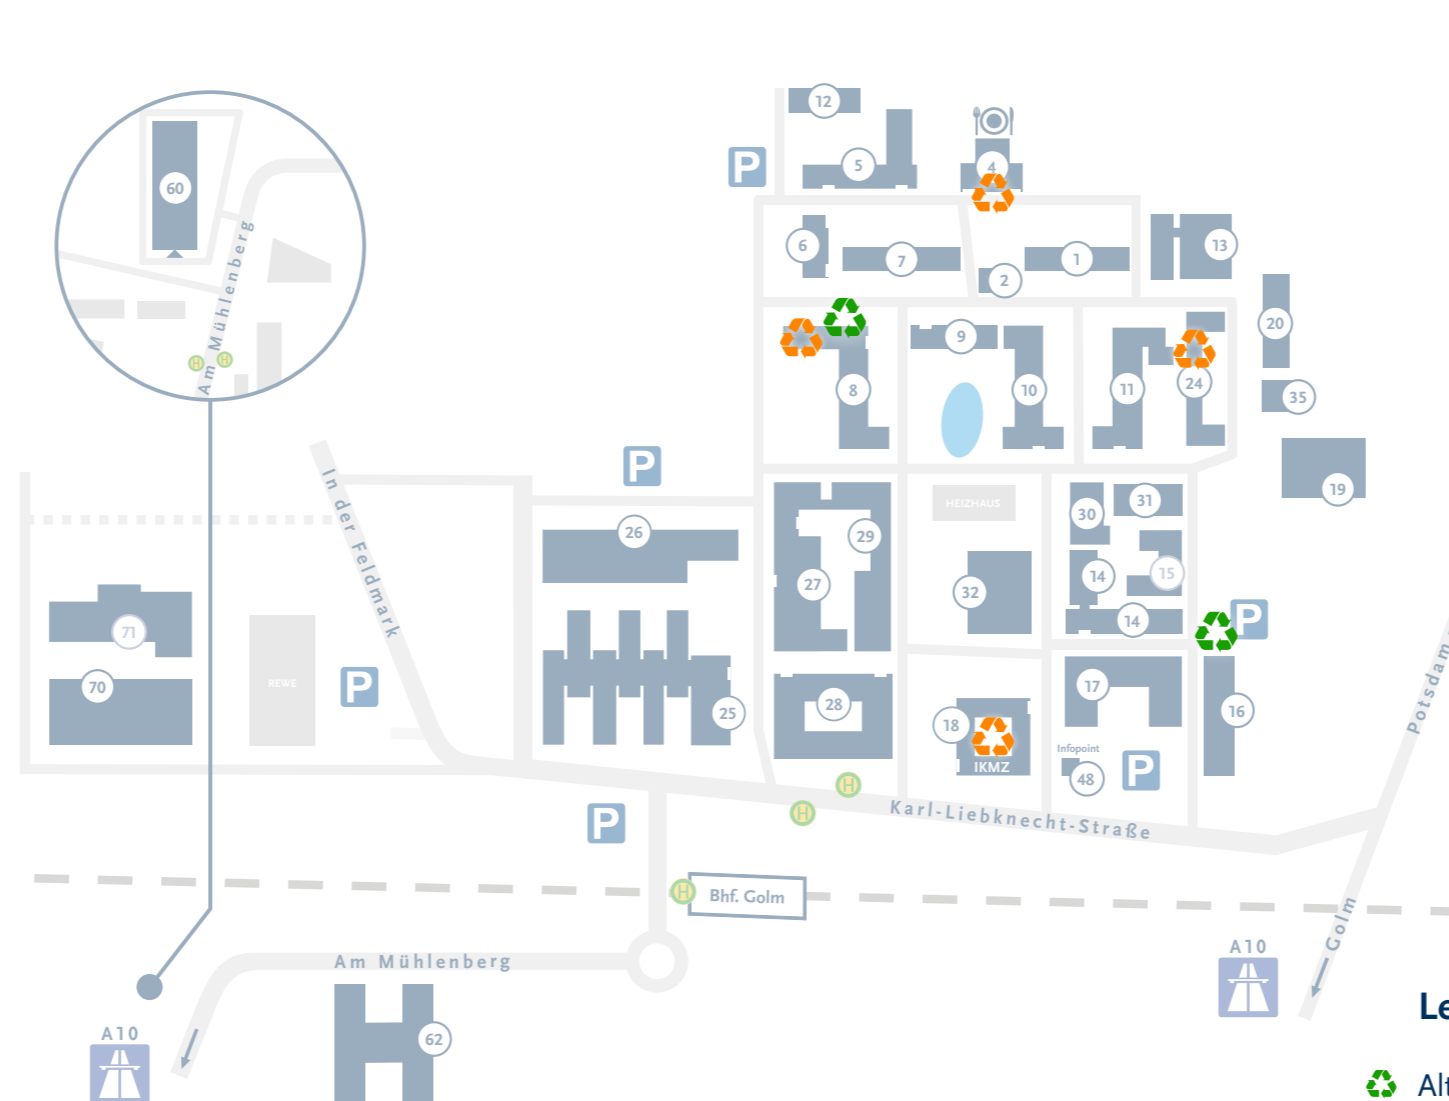 12
5
4
P
60
6
7
2
1
13
20
Am Mühlenberg
H
H
9
8
10
11
24
35
P
19
In der Feldmark
26
29
HEIZHAUS
30
31
27
32
14
15
14
P
71
70
REWE
P
25
28
18
IKMZ
17
16
Infopoint
48
P
H
H
P
Karl-Liebknecht-Straße
Potsdam
H
Bhf. Golm
Am Mühlenberg
62
A10
A10
Golm
Le
Alt